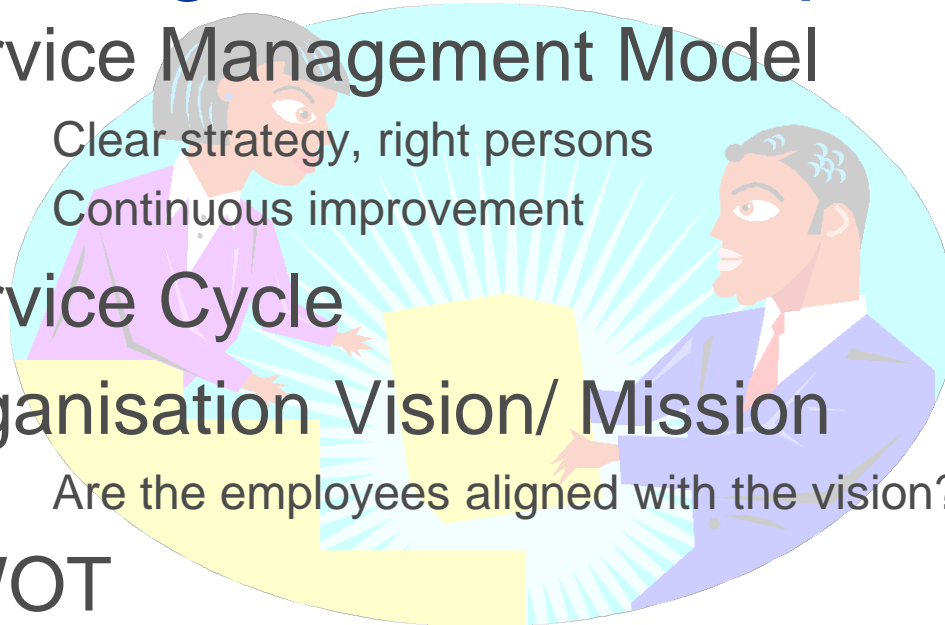 rvice Management Model
Clear strategy, right persons
Continuous improvement
rvice Cycle
ganisation Vision/ Mission
Are the employees aligned with the vision?
WOT